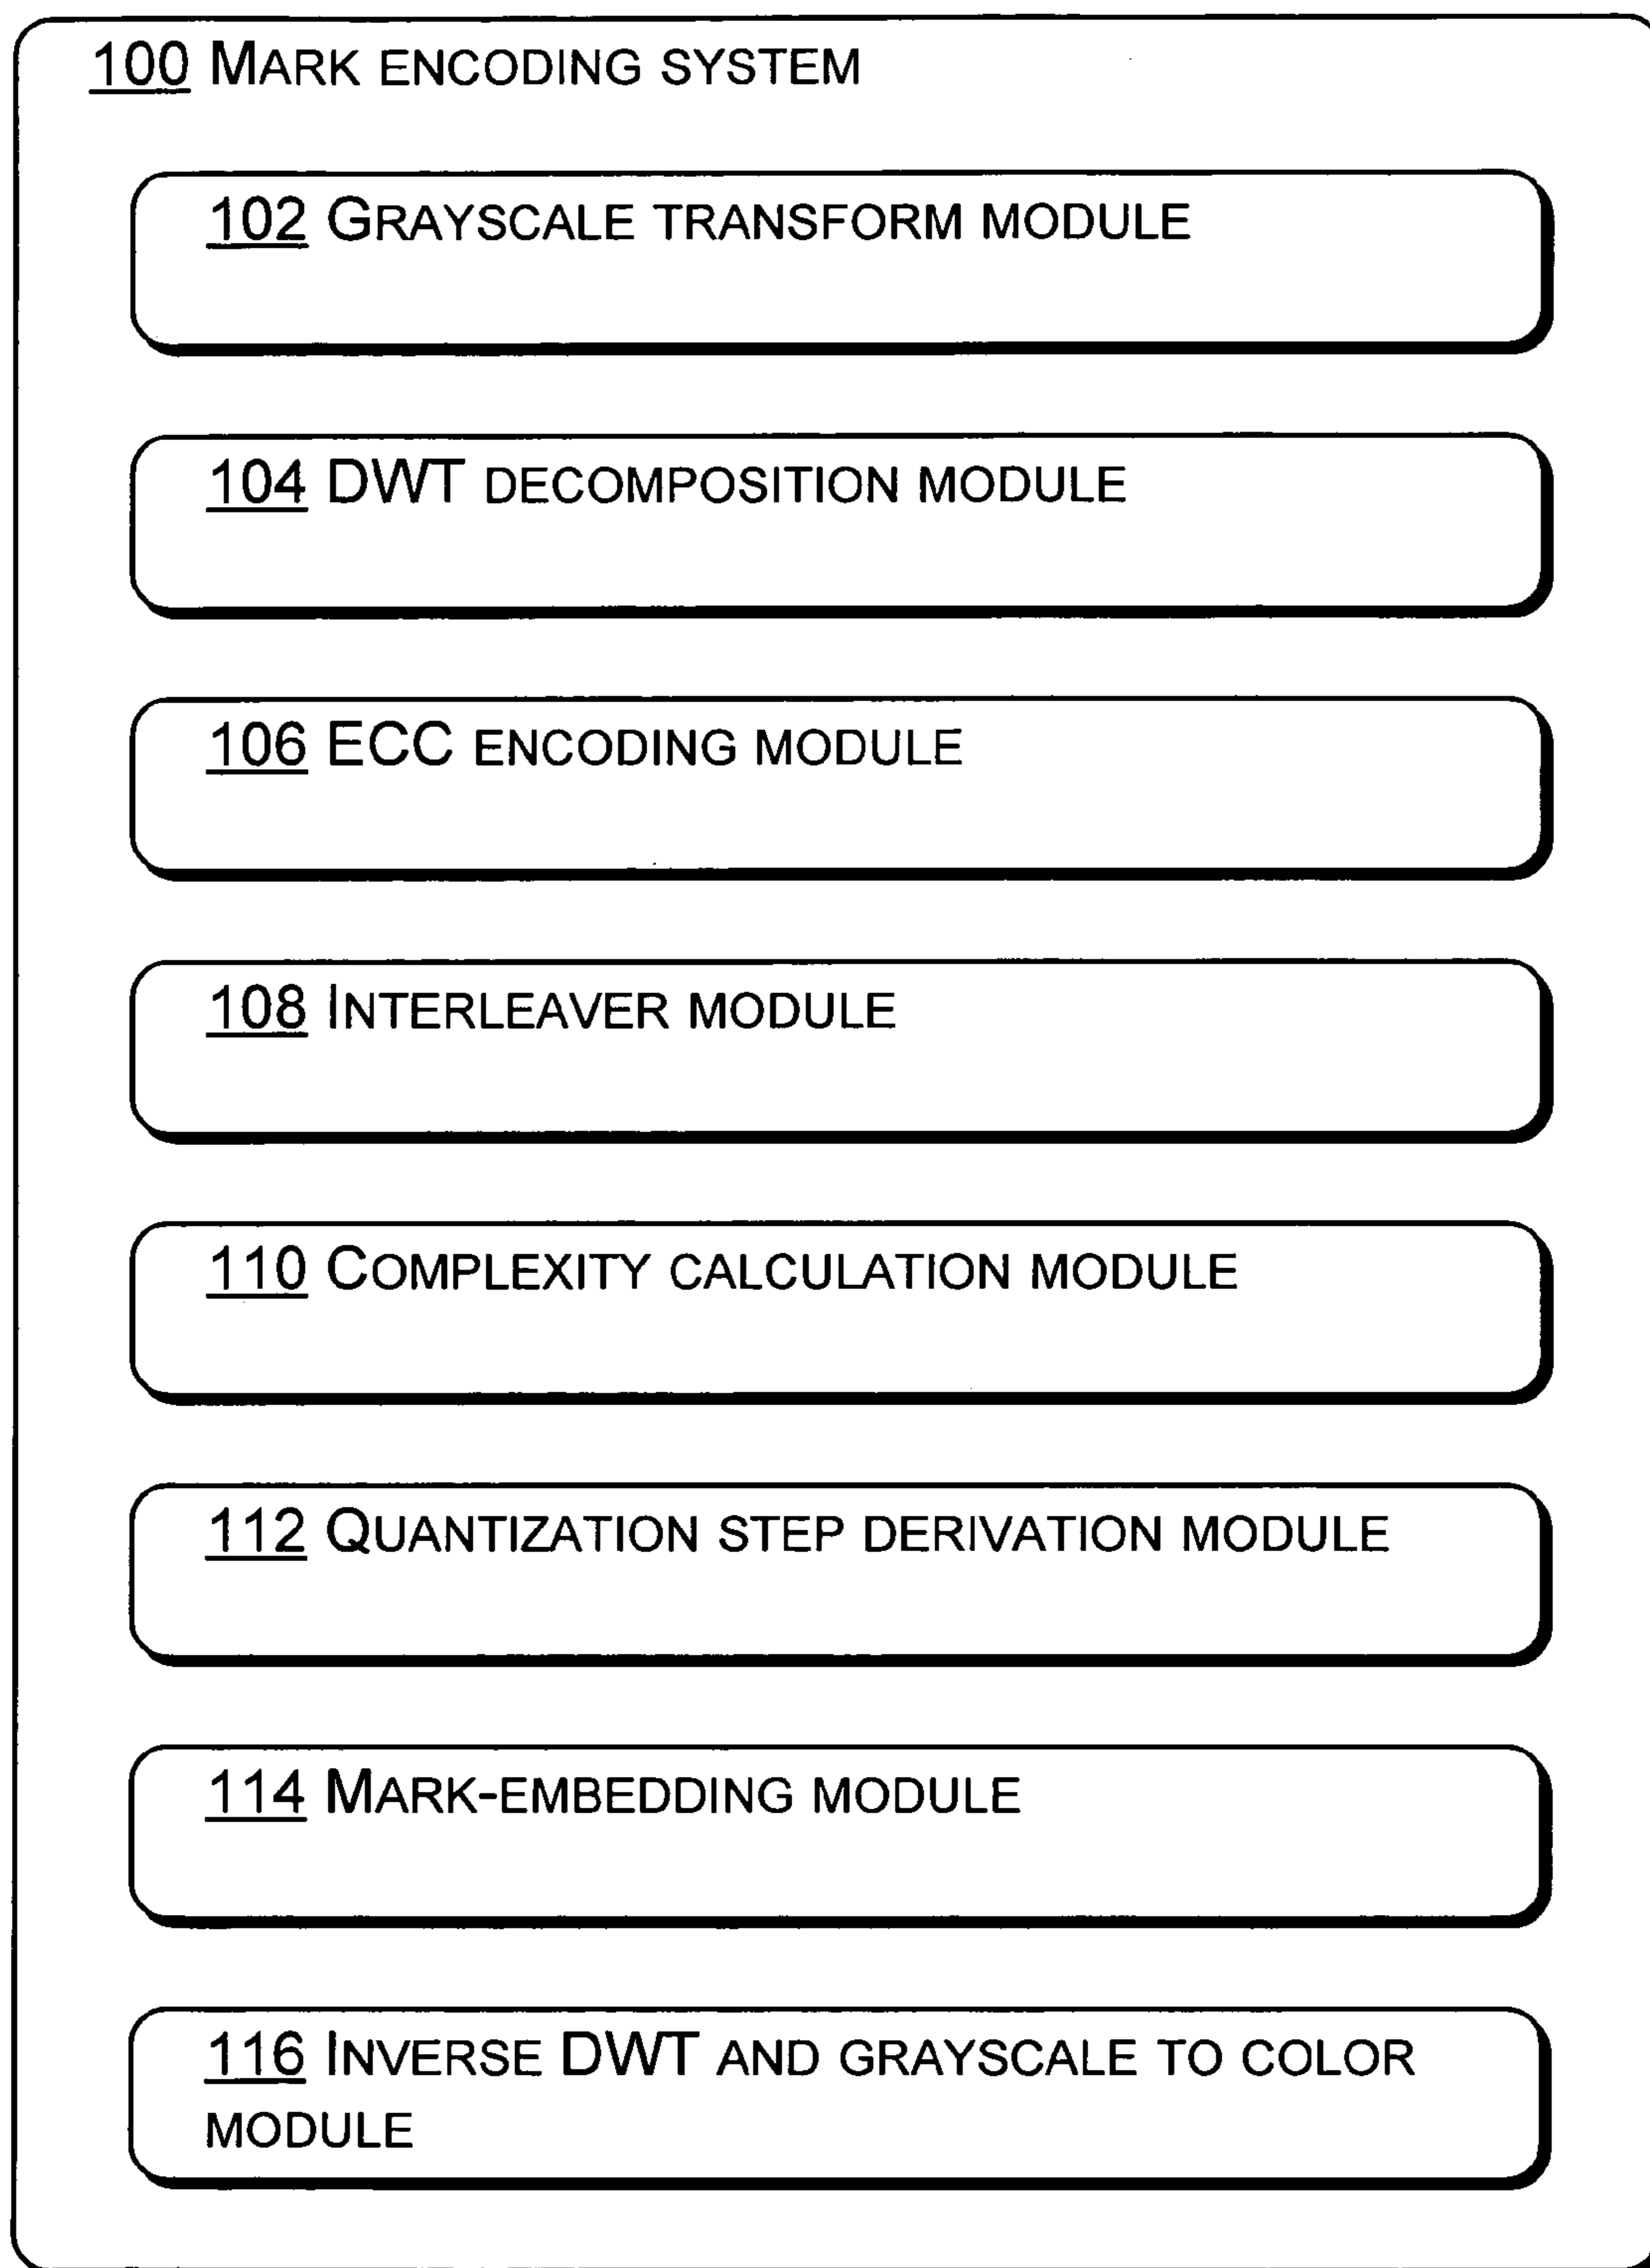 100 MARK ENCODING SYSTEM
102 GRAYSCALE TRANSFORM MODULE
104 DWT DECOMPOSITION MODULE
106 ECC ENCODING MODULE
108 INTERLEAVER MODULE
110 COMPLEXITY CALCULATION MODULE
112 QUANTIZATION STEP DERIVATION MODULE
114 MARK-EMBEDDING MODULE
116 INVERSE DWT AND GRAYSCALE TO COLOR
MODULE